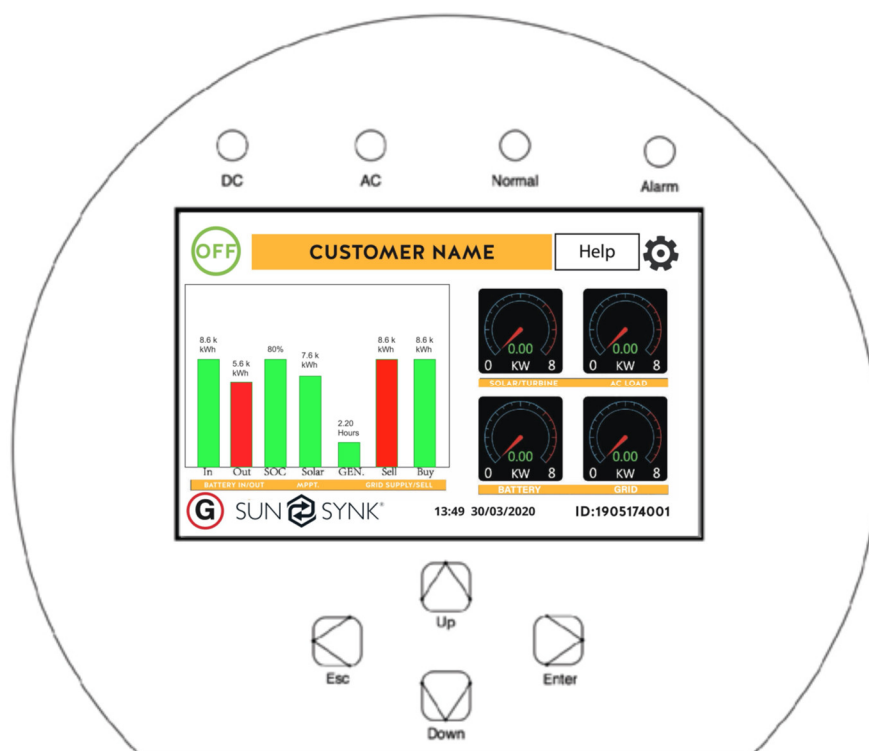 DC AC Normal Alarm
OFF CUSTOMER NAME Help
8.6 k
kWh
5.6 k
kWh
80%
7.6 k
kWh
2.20
Hours
8.6 k
kWh
8.6 k
kWh
In Out SOC Solar GEN. Sell Buy
BATTERY IN/OUT MPPT. GRID SUPPLY/SELL
0.00
0 KW 8
SOLAR/TURBINE
0.00
0 KW 8
AC LOAD
0.00
0 KW 8
BATTERY
0.00
0 KW 8
GRID
G SUN SYNK® 13:49 30/03/2020 ID:1905174001
Up
Esc
Enter
Down